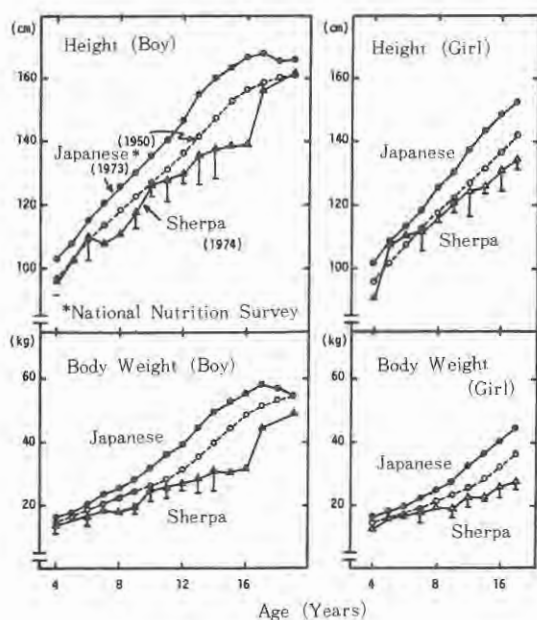 (cm)
Height (Boy)
160
140
120
100
(1950)
Japanese*
(1973)
Sherpa
(1974)
*National Nutrition Survey
(cm)
Height (Girl)
160
140
120
100
Japanese
Sherpa
(kg)
Body Weight (Boy)
60
40
20
Japanese
Sherpa
4 8 12 16
(kg)
Body Weight
(Girl)
60
40
20
Japanese
Sherpa
4 8 16
Age (Years)